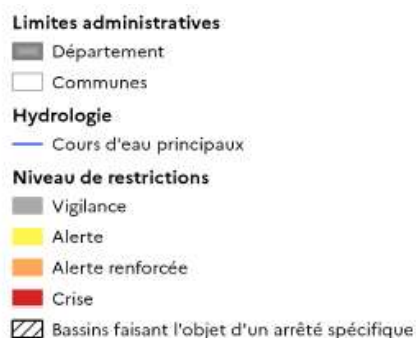 Limites administratives
Département
Communes
Hydrologie
Cours d'eau principaux
Niveau de restrictions
Vigilance
Alerte
Alerte renforcée
Crise
Bassins faisant l'objet d'un arrêté spécifique